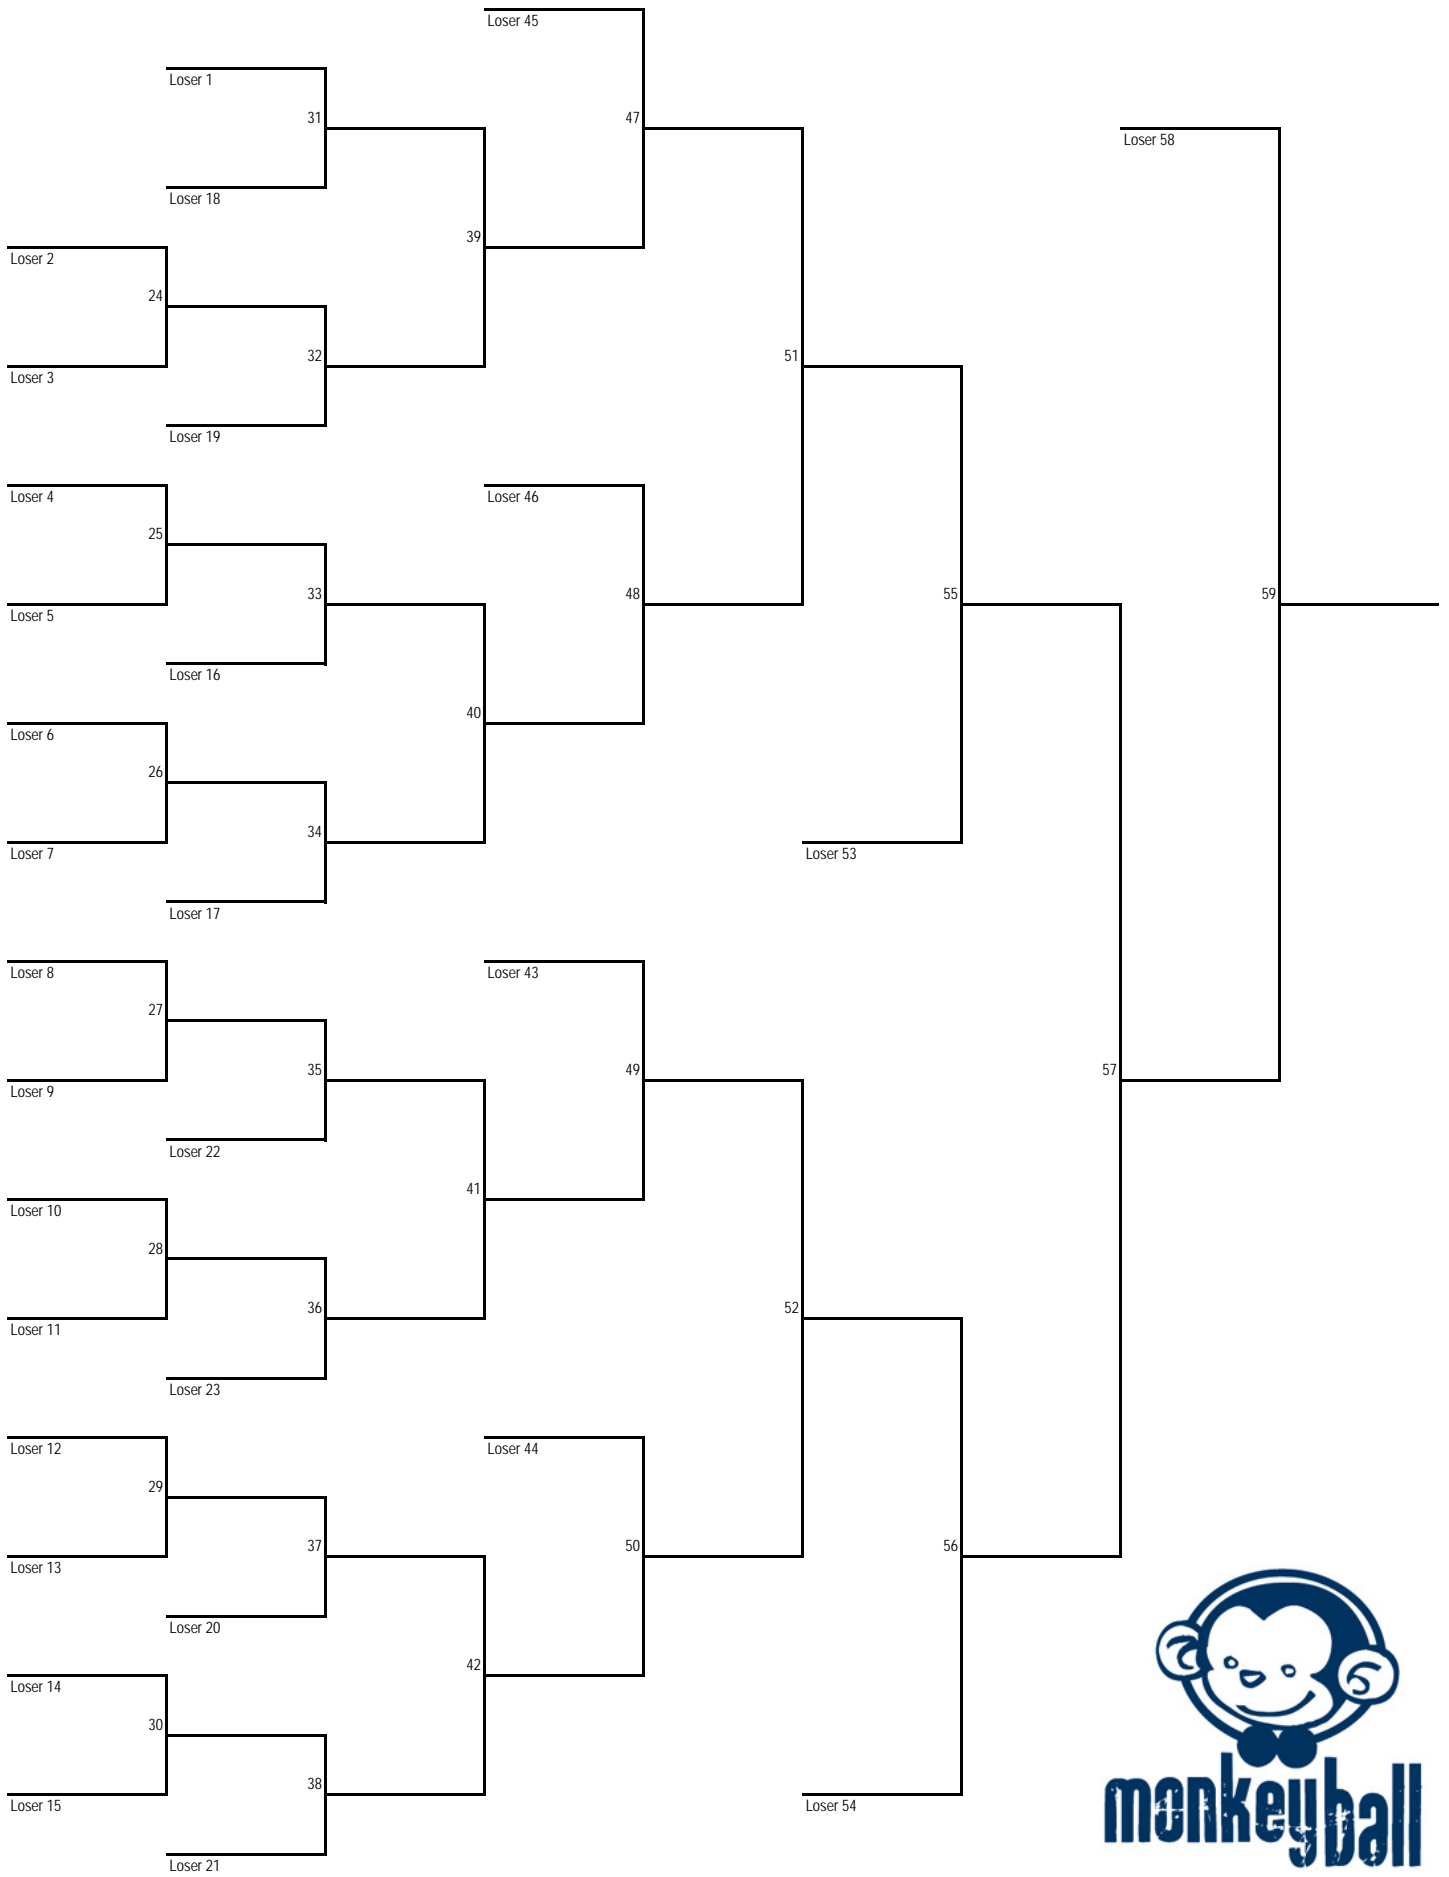 Loser 45
Loser 1
31
47
Loser 58
Loser 18
39
Loser 2
24
32
51
Loser 3
Loser 19
Loser 4
Loser 46
25
33
48
55
59
Loser 5
Loser 16
40
Loser 6
26
34
Loser 7
Loser 53
Loser 17
Loser 8
Loser 43
27
35
49
57
Loser 9
Loser 22
41
Loser 10
28
36
52
Loser 11
Loser 23
Loser 12
Loser 44
29
37
50
56
Loser 13
Loser 20
42
Loser 14
30
38
Loser 15
Loser 54
Loser 21
monkeyball